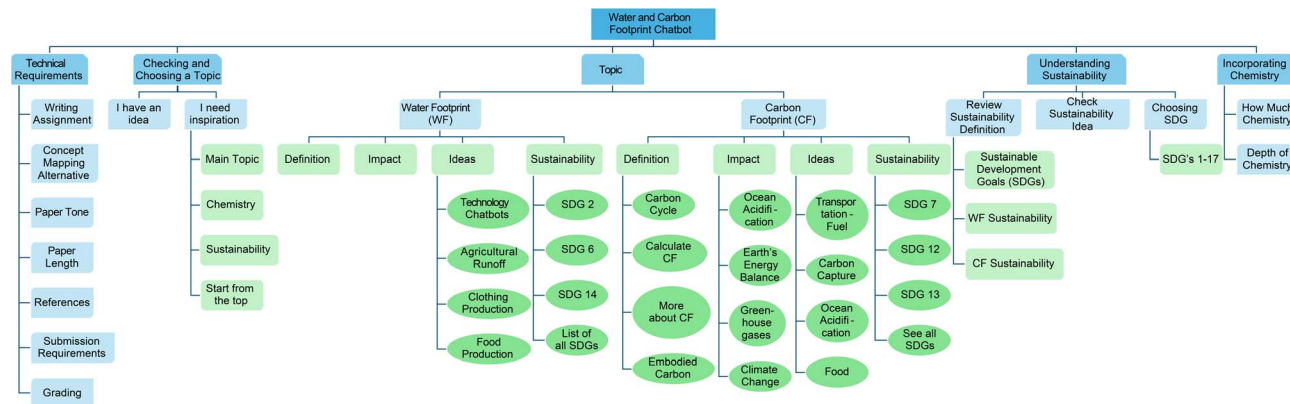 Water and Carbon
Footprint Chatbot
Technical
Requirements
Checking and
Choosing a Topic
Topic
Understanding
Sustainability
Incorporating
Chemistry
Writing
Assignment
Concept
Mapping
Alternative
Paper Tone
Paper
Length
References
Submission
Requirements
Grading
I have an
idea
I need
inspiration
Main Topic
Chemistry
Sustainability
Start from
the top
Water Footprint
(WF)
Definition
Impact
Ideas
Technology
Chatbots
Agricultural
Runoff
Clothing
Production
Food
Production
Sustainability
SDG 2
SDG 6
SDG 14
List of
all SDGs
Carbon
Footprint (CF)
Definition
Carbon
Cycle
Calculate
CF
More
about CF
Embodied
Carbon
Impact
Ocean
Acidifi-
cation
Earth's
Energy
Balance
Green-
house
gases
Climate
Change
Ideas
Transpor
tation -
Fuel
Carbon
Capture
Ocean
Acidifi-
cation
Food
Sustainability
SDG 7
SDG 12
SDG 13
See all
SDGs
Review
Sustainability
Definition
Sustainable
Development
Goals (SDGs)
WF Sustainability
CF Sustainability
Check
Sustainability
Idea
Choosing
SDG
SDG's 1-17
How Much
Chemistry
Depth of
Chemistry